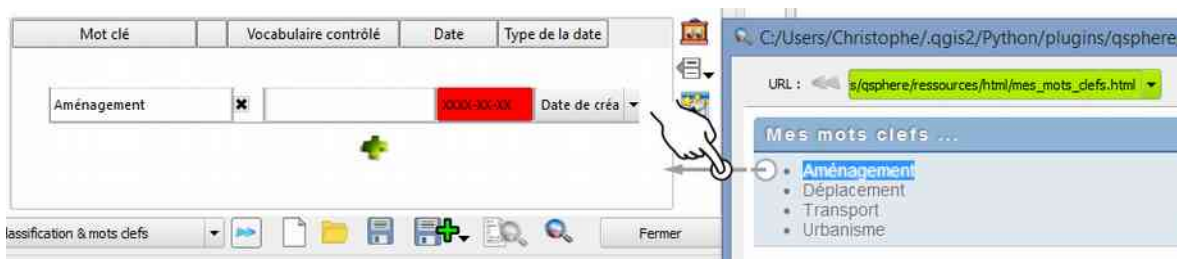 Mot clé Vocabulaire contrôlé Date Type de la date
Aménagement XXXX-XX-XX Date de créa
lassification & mots clefs Fermer
C:/Users/Christophe/.qgis2/Python/plugins/qsphere
URL : s/qsphere/ressources/html/mes_mots_clefs.html
Mes mots clefs ...
Aménagement
Déplacement
Transport
Urbanisme